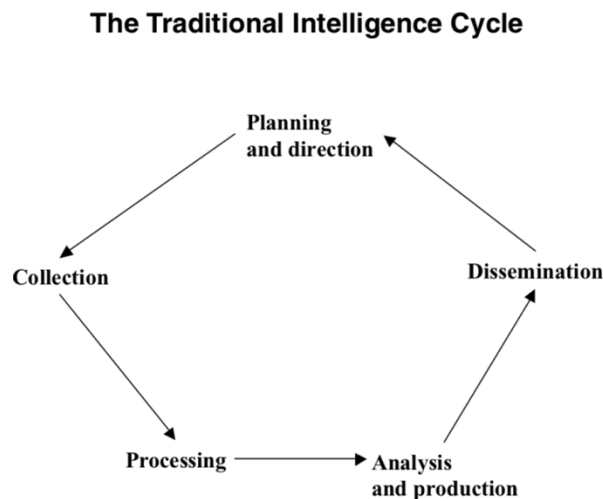 The Traditional Intelligence Cycle
Planning
and direction
Collection
Dissemination
Processing
Analysis
and production